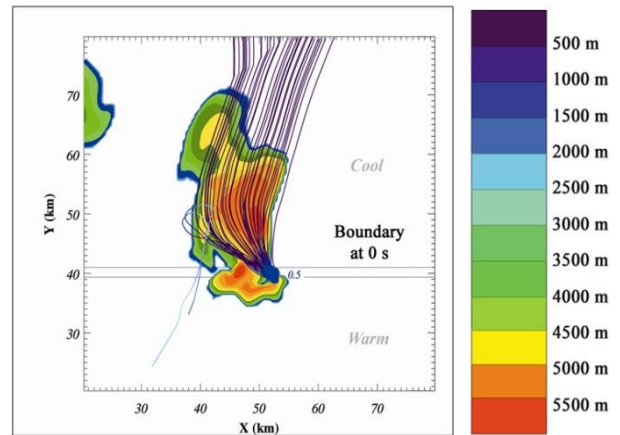 70
60
50
40
30
Y (km)
30
40
50
60
70
X (km)
Cool
Boundary
at 0 s
0.5
Warm
500 m
1000 m
1500 m
2000 m
2500 m
3000 m
3500 m
4000 m
4500 m
5000 m
5500 m